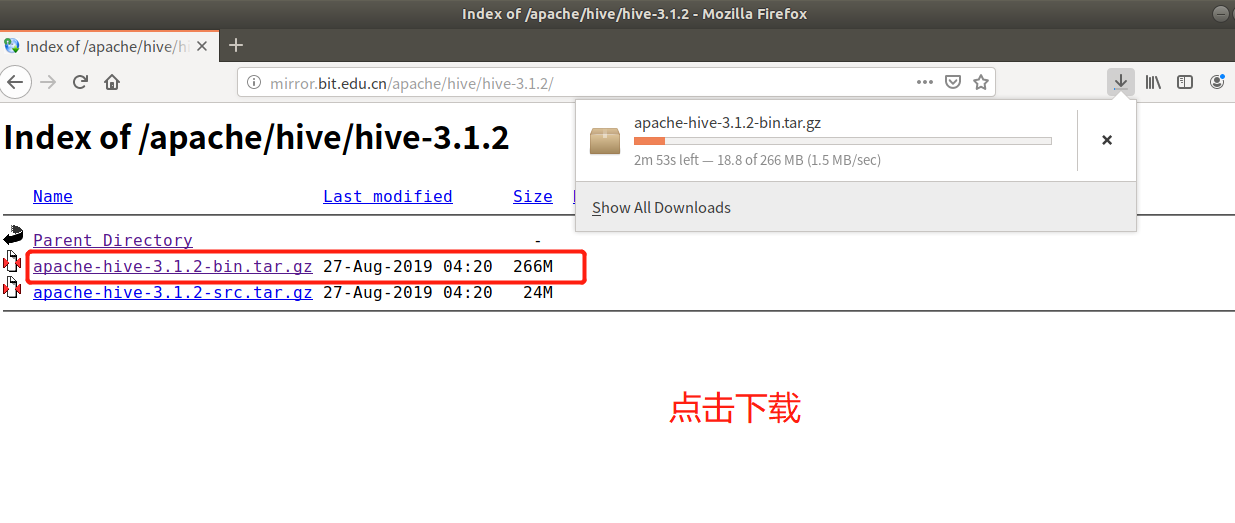 Index of /apache/hive/hive-3.1.2 - Mozilla Firefox
Index of /apache/hive/hi
mirror.bit.edu.cn/apache/hive/hive-3.1.2/
apache-hive-3.1.2-bin.tar.gz
2m 53s left — 18.8 of 266 MB (1.5 MB/sec)
Show All Downloads
Index of /apache/hive/hive-3.1.2
Name Last modified Size
Parent Directory -
apache-hive-3.1.2-bin.tar.gz 27-Aug-2019 04:20 266M
apache-hive-3.1.2-src.tar.gz 27-Aug-2019 04:20 24M
点击下载